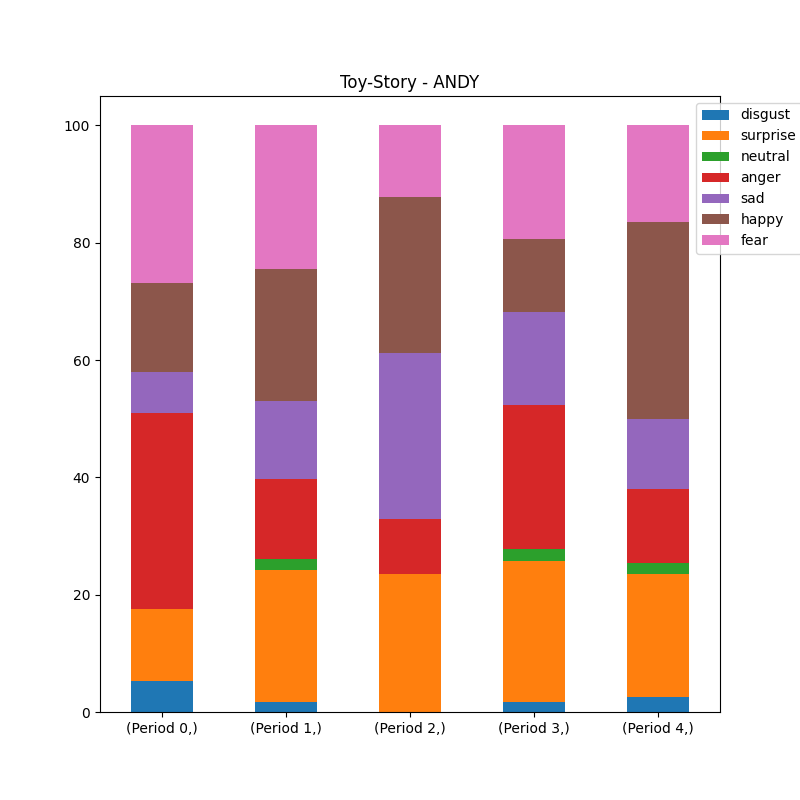 Toy-Story - ANDY
100
80
60
40
20
0
(Period 0,)
(Period 1,)
(Period 2,)
(Period 3,)
(Period 4,)
disgust
surprise
neutral
anger
sad
happy
fear